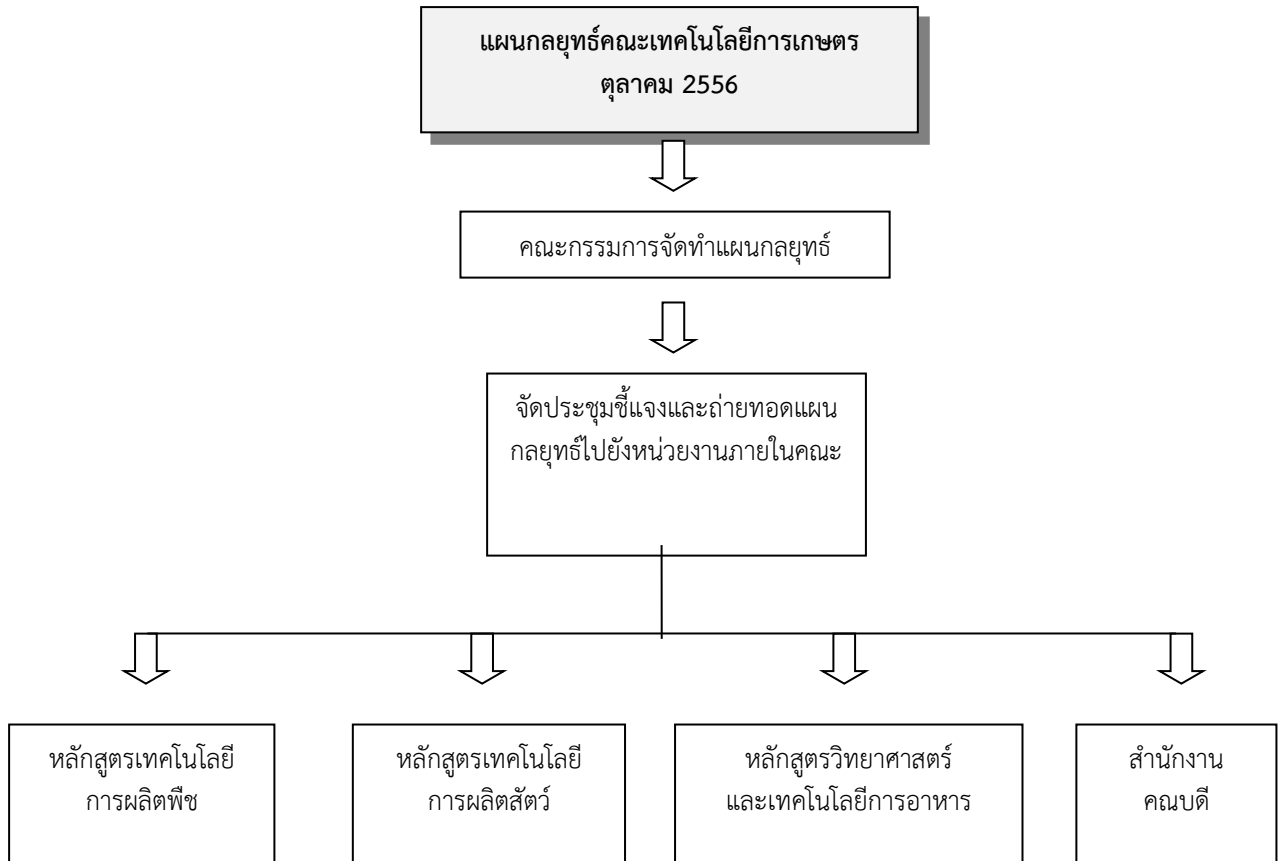 แผนกลยุทธ์คณะเทคโนโลยีการเกษตร
ตุลาคม 2556
คณะกรรมการจัดทำแผนกลยุทธ์
จัดประชุมชี้แจงและถ่ายทอดแผน
กลยุทธ์ไปยังหน่วยงานภายในคณะ
หลักสูตรเทคโนโลยี
การผลิตพืช
หลักสูตรเทคโนโลยี
การผลิตสัตว์
หลักสูตรวิทยาศาสตร์
และเทคโนโลยีการอาหาร
สำนักงาน
คณบดี